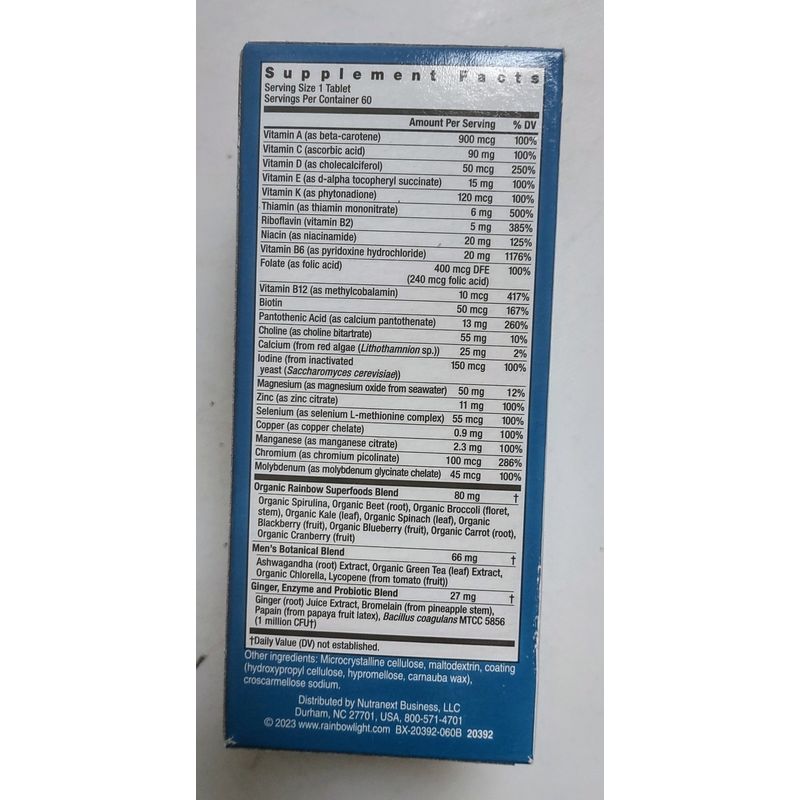 Supplement Facts
Serving Size 1 Tablet
Servings Per Container 60
Amount Per Serving % DV
Vitamin A (as beta-carotene) 900 mcg 100%
Vitamin C (ascorbic acid) 90 mg 100%
Vitamin D (as cholecalciferol) 50 mcg 250%
Vitamin E (as d-alpha tocopheryl succinate) 15 mg 100%
Vitamin K (as phytonadione) 120 mcg 100%
Thiamin (as thiamin mononitrate) 6 mg 500%
Riboflavin (vitamin B2) 5 mg 385%
Niacin (as niacinamide) 20 mg 125%
Vitamin B6 (as pyridoxine hydrochloride) 20 mg 1176%
Folate (as folic acid) 400 mcg DFE 100%
(240 mcg folic acid)
Vitamin B12 (as methylcobalamin) 10 mcg 417%
Biotin 50 mcg 167%
Pantothenic Acid (as calcium pantothenate) 13 mg 260%
Choline (as choline bitartrate) 55 mg 10%
Calcium (from red algae (Lithothamnion sp.)) 25 mg 2%
Iodine (from inactivated 150 mcg 100%
yeast (Saccharomyces cerevisiae))
Magnesium (as magnesium oxide from seawater) 50 mg 12%
Zinc (as zinc citrate) 11 mg 100%
Selenium (as selenium L-methionine complex) 55 mcg 100%
Copper (as copper chelate) 0.9 mg 100%
Manganese (as manganese citrate) 2.3 mg 100%
Chromium (as chromium picolinate) 100 mcg 286%
Molybdenum (as molybdenum glycinate chelate) 45 mcg 100%
Organic Rainbow Superfoods Blend 80 mg †
Organic Spirulina, Organic Beet (root), Organic Broccoli (floret,
stem), Organic Kale (leaf), Organic Spinach (leaf), Organic
Blackberry (fruit), Organic Blueberry (fruit), Organic Carrot (root),
Organic Cranberry (fruit)
Men's Botanical Blend 66 mg †
Ashwagandha (root) Extract, Organic Green Tea (leaf) Extract,
Organic Chlorella, Lycopene (from tomato (fruit))
Ginger, Enzyme and Probiotic Blend 27 mg †
Ginger (root) Juice Extract, Bromelain (from pineapple stem),
Papain (from papaya fruit latex), Bacillus coagulans MTCC 5856
(1 million CFU†)
†Daily Value (DV) not established.
Other ingredients: Microcrystalline cellulose, maltodextrin, coating
(hydroxypropyl cellulose, hypromellose, carnauba wax),
croscarmellose sodium.
Distributed by Nutranext Business, LLC
Durham, NC 27701, USA, 800-571-4701
© 2023 www.rainbowlight.com BX-20392-060B 20392